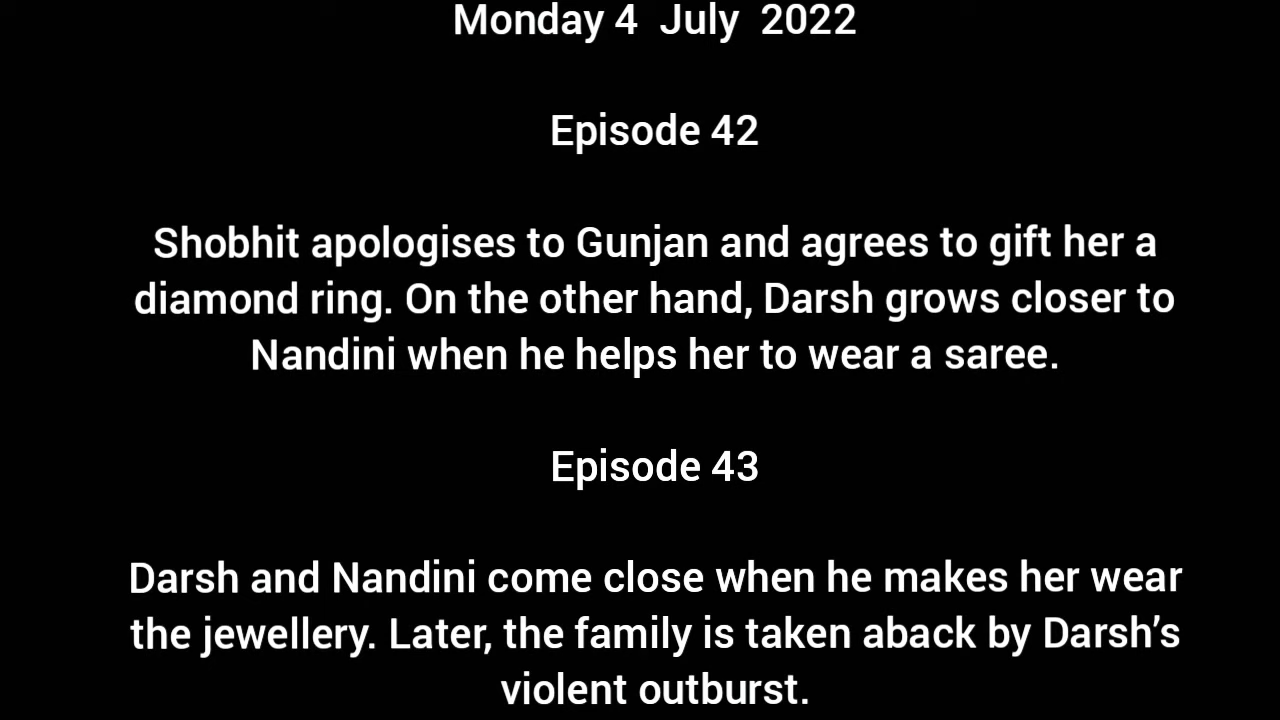 Monday 4 July 2022
Episode 42
Shobhit apologises to Gunjan and agrees to gift her a
diamond ring. On the other hand, Darsh grows closer to
Nandini when he helps her to wear a saree.
Episode 43
Darsh and Nandini come close when he makes her wear
the jewellery. Later, the family is taken aback by Darsh’s
violent outburst.